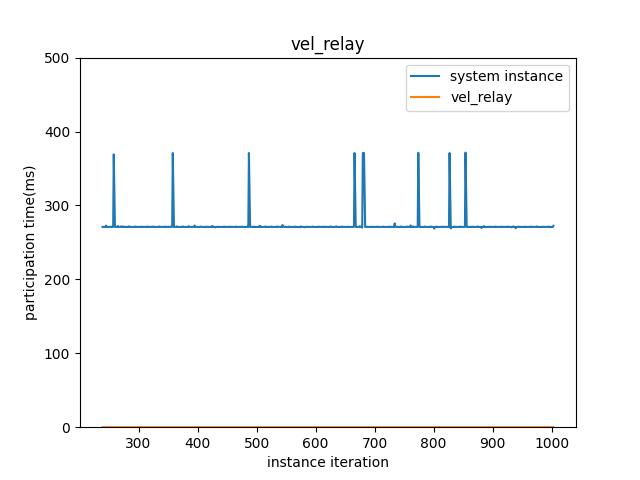 vel_relay
500
400
300
200
100
0
participation time(ms)
system instance
vel_relay
300 400 500 600 700 800 900 1000
instance iteration